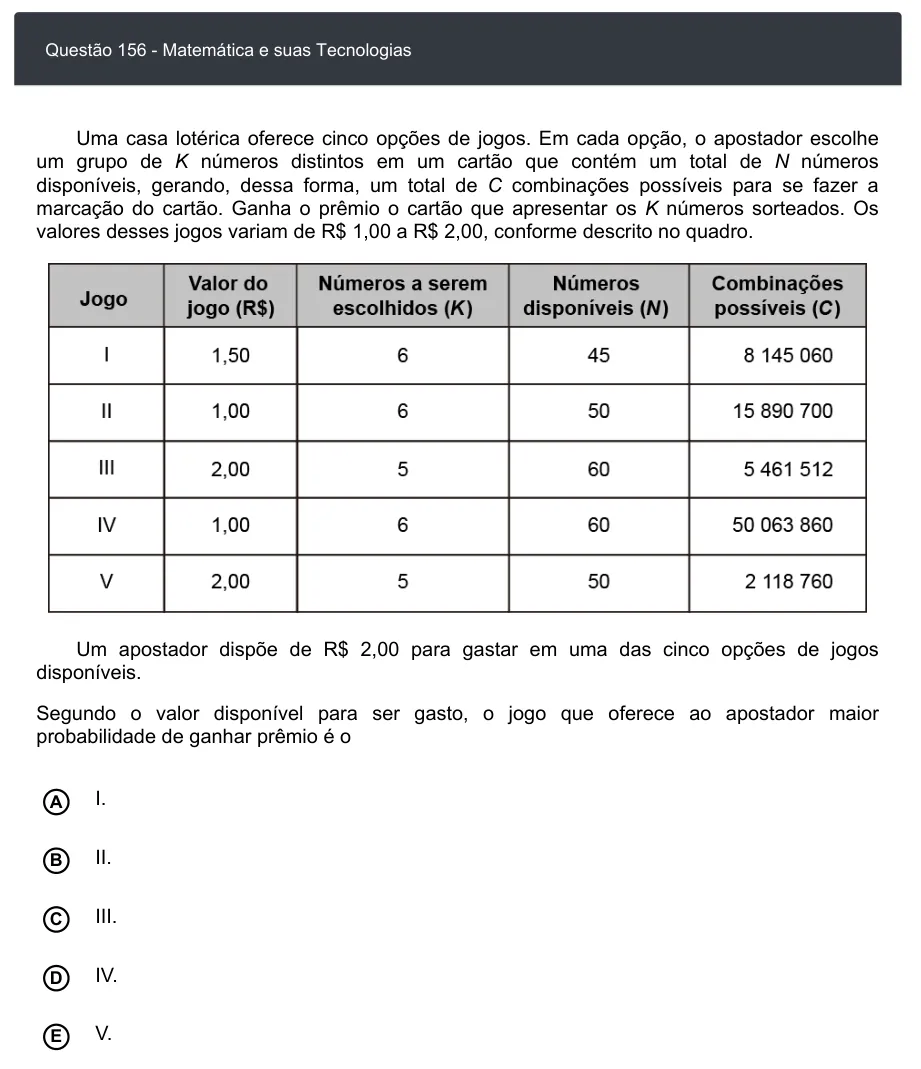 Questão 156 - Matemática e suas Tecnologias
Uma casa lotérica oferece cinco opções de jogos. Em cada opção, o apostador escolhe
um grupo de K números distintos em um cartão que contém um total de N números
disponíveis, gerando, dessa forma, um total de C combinações possíveis para se fazer a
marcação do cartão. Ganha o prêmio o cartão que apresentar os K números sorteados. Os
valores desses jogos variam de R$ 1,00 a R$ 2,00, conforme descrito no quadro.
Jogo Valor do jogo (R$) Números a serem escolhidos (K) Números disponíveis (N) Combinações possíveis (C)
I 1,50 6 45 8 145 060
II 1,00 6 50 15 890 700
III 2,00 5 60 5 461 512
IV 1,00 6 60 50 063 860
V 2,00 5 50 2 118 760
Um apostador dispõe de R$ 2,00 para gastar em uma das cinco opções de jogos
disponíveis.
Segundo o valor disponível para ser gasto, o jogo que oferece ao apostador maior
probabilidade de ganhar prêmio é o
A I.
B II.
C III.
D IV.
E V.